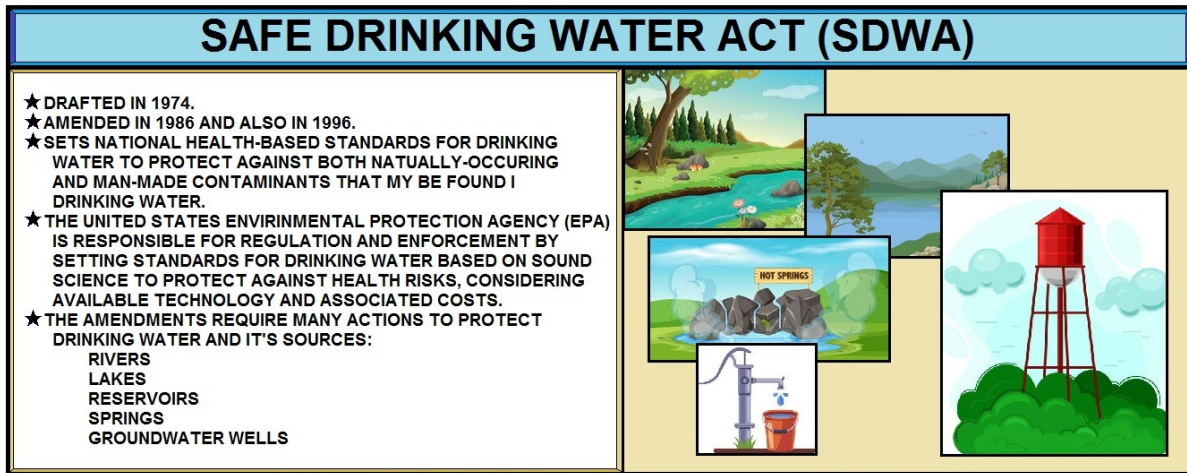 SAFE DRINKING WATER ACT (SDWA)
★DRAFTED IN 1974.
★AMENDED IN 1986 AND ALSO IN 1996.
★SETS NATIONAL HEALTH-BASED STANDARDS FOR DRINKING
WATER TO PROTECT AGAINST BOTH NATUALLY-OCCURING
AND MAN-MADE CONTAMINANTS THAT MY BE FOUND I
DRINKING WATER.
★THE UNITED STATES ENVIRINMENTAL PROTECTION AGENCY (EPA)
IS RESPONSIBLE FOR REGULATION AND ENFORCEMENT BY
SETTING STANDARDS FOR DRINKING WATER BASED ON SOUND
SCIENCE TO PROTECT AGAINST HEALTH RISKS, CONSIDERING
AVAILABLE TECHNOLOGY AND ASSOCIATED COSTS.
★THE AMENDMENTS REQUIRE MANY ACTIONS TO PROTECT
DRINKING WATER AND IT'S SOURCES:
RIVERS
LAKES
RESERVOIRS
SPRINGS
GROUNDWATER WELLS
HOT SPRINGS